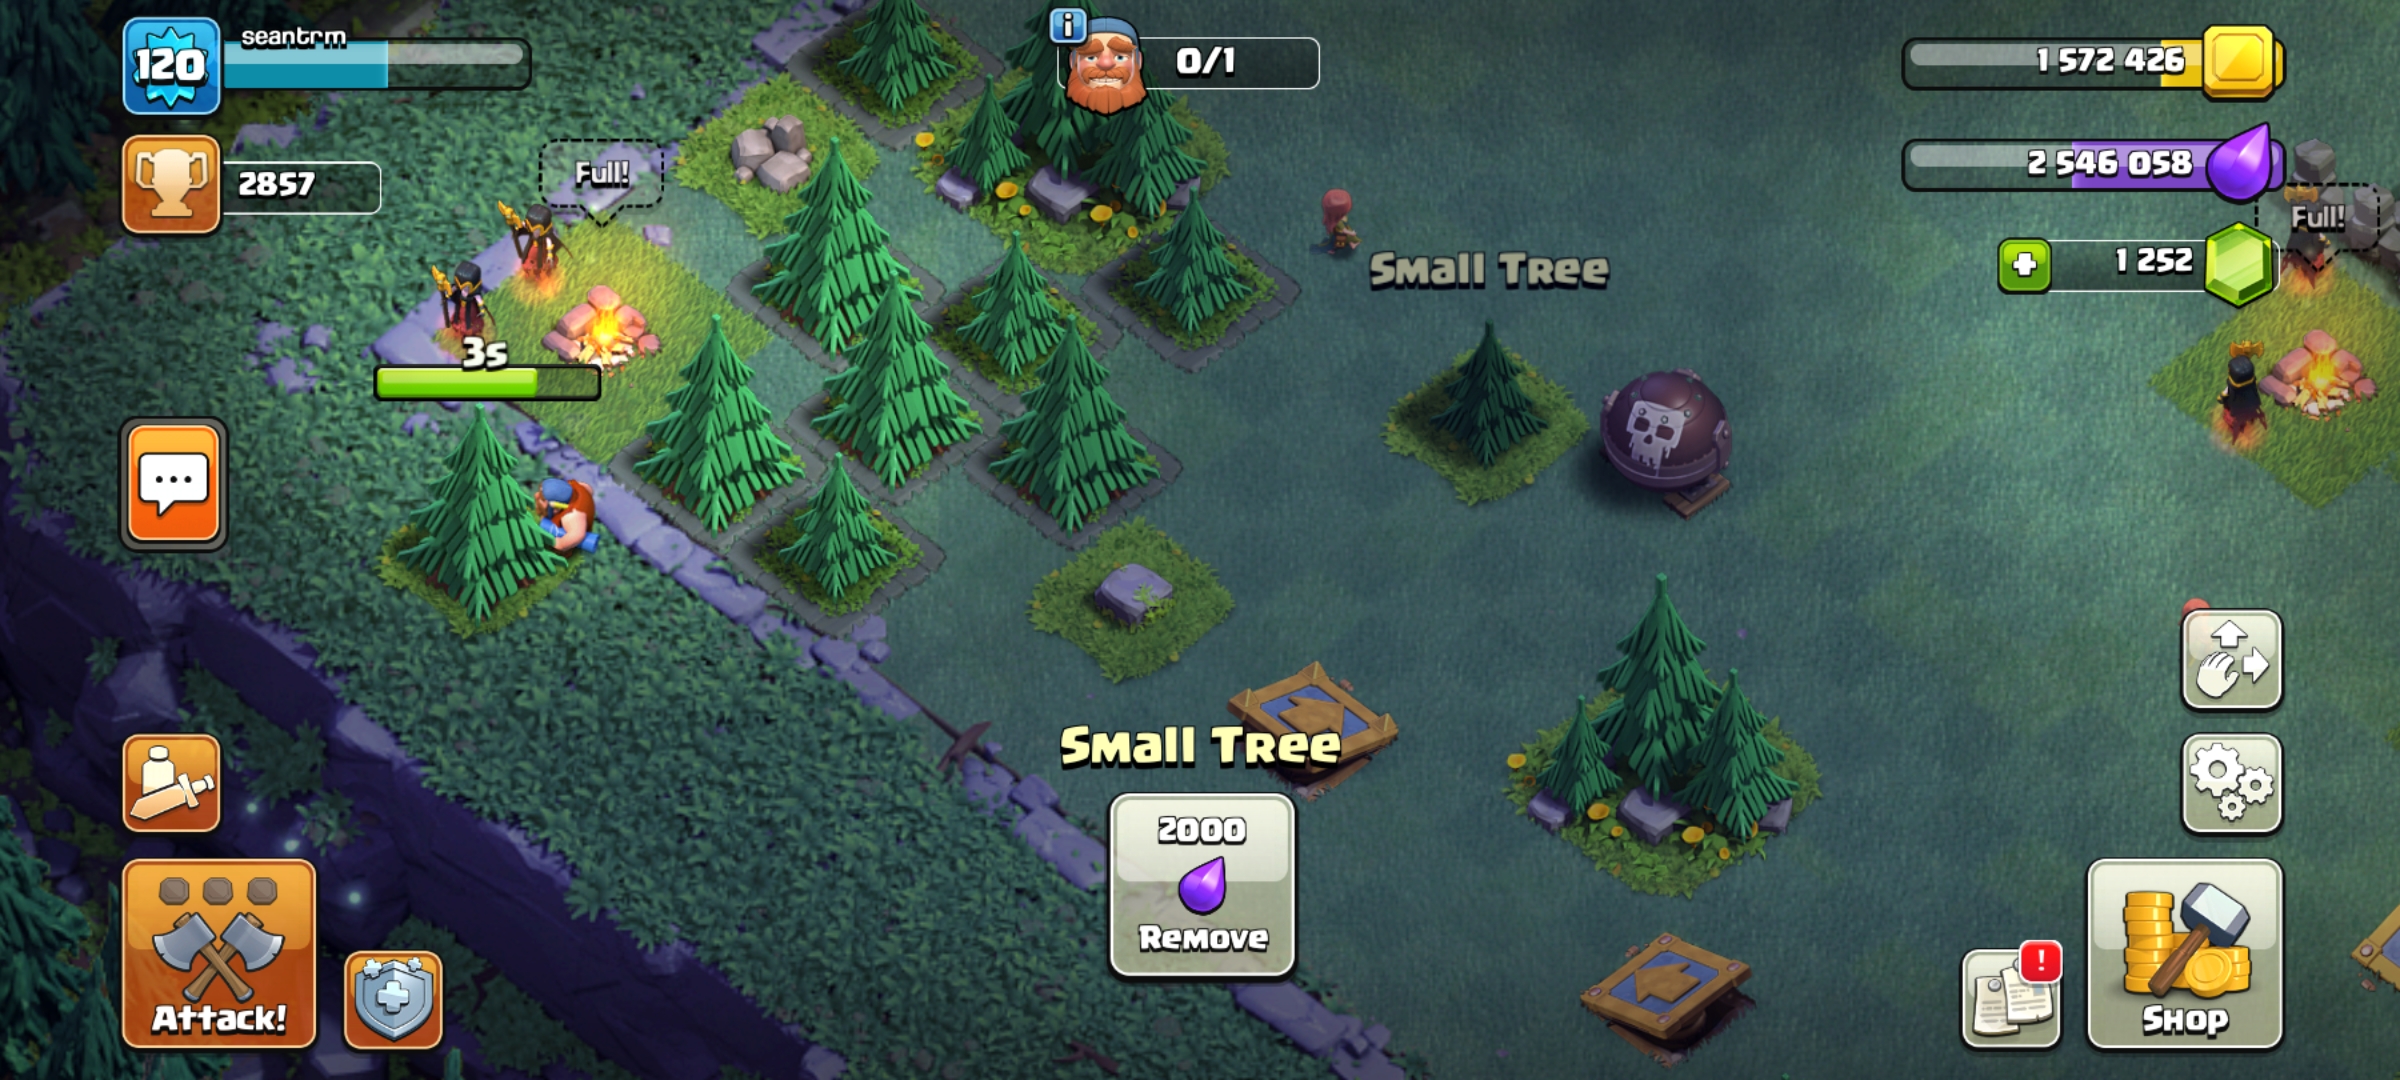 120
seantrm
0/1
1 572 426
2857
Full!
2 546 058
Full!
1 252
Small Tree
3s
Small Tree
2000
Remove
Attack!
!
Shop